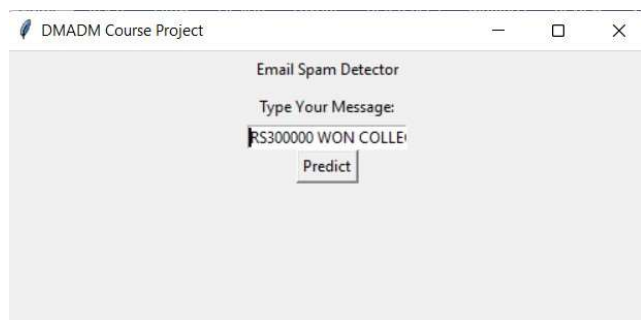 DMADM Course Project
Email Spam Detector
Type Your Message:
RS300000 WON COLLE
Predict